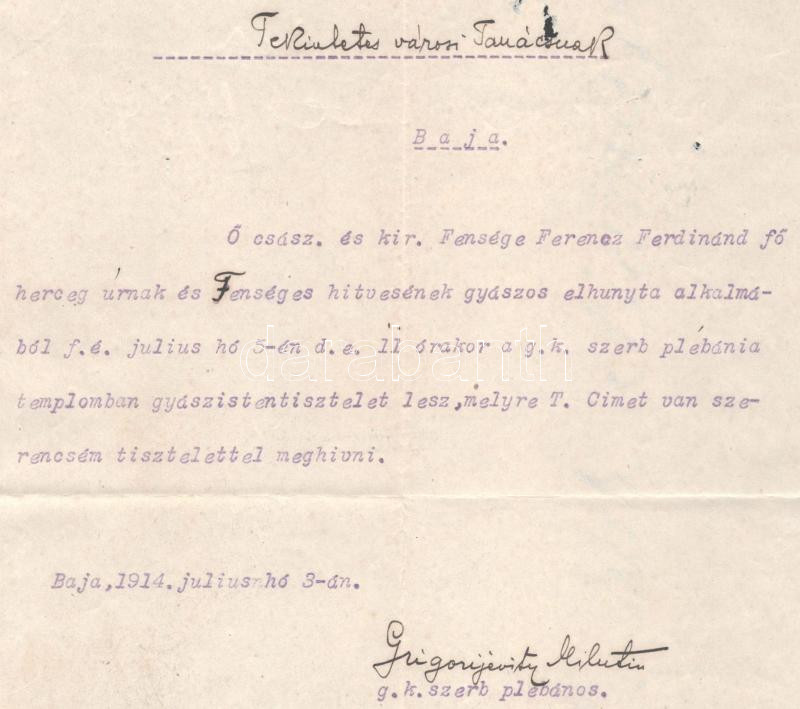 Tekintetes városi Tanácsnak
Baja.
Ő csász. és kir. Fensége Ferencz Ferdinánd fő
herceg úrnak és Fenséges hitvesének gyászos elhunyta alkalmá-
ból f.é. julius hó 5-én d.e. 11 órakor a g.k. szerb plébánia
templomban gyászistentisztelet lesz,melyre T. Cimet van sze-
rencsém tisztelettel meghivni.
Baja,1914.julius hó 3-án.
Grigorijevity Milutin
g.k.szerb plébános.
darabanth